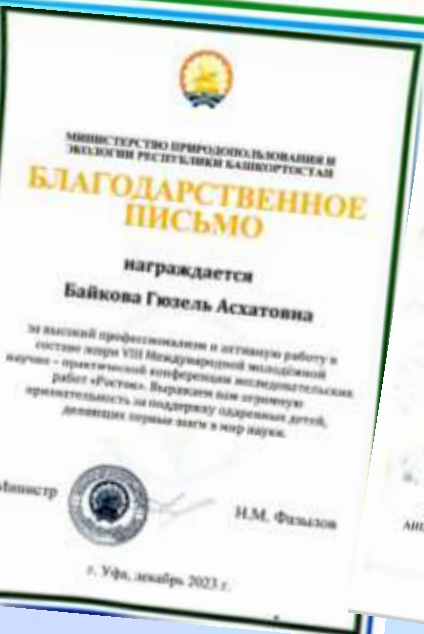 МИНИСТЕРСТВО ПРИРОДОПОЛЬЗОВАНИЯ И
ЭКОЛОГИИ РЕСПУБЛИКИ БАШКОРТОСТАН
БЛАГОДАРСТВЕННОЕ
ПИСЬМО
награждается
Байкова Гюзель Асхатовна
за высокий профессионализм и активную работу в
составе жюри VIII Международной молодёжной
научно - практической конференции исследовательских
работ «Росток». Выражаем вам огромную
признательность за поддержку одаренных детей,
делающих первые шаги в мир науки.
Министр
Н.М. Фазылов
г. Уфа, декабрь 2023 г.